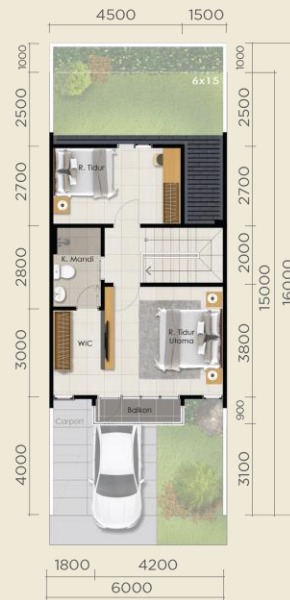 4500 1500
1000 1000
6x15
2500 2500
R. Tidur
2700 2700
K. Mandi
2800 2000
15000
16000
WIC
R. Tidur
Utama
3000 3800
Balkon
Carport
900
4000 3100
1800 4200
6000